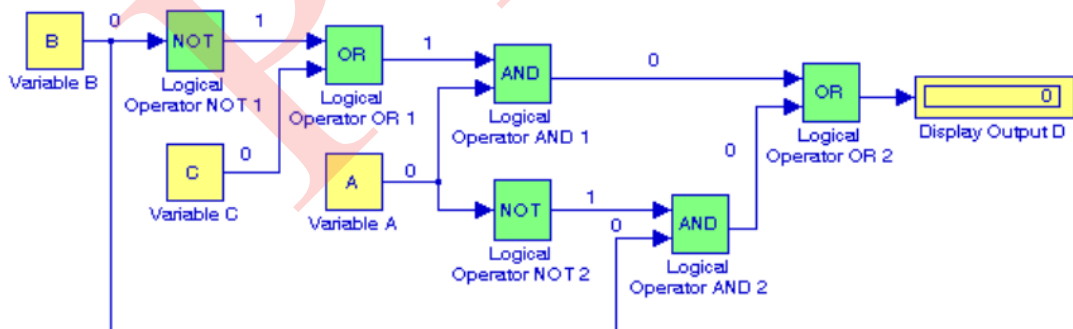 0
1
B
NOT
OR
1
0
Variable B
Logical
Operator NOT 1
Logical
Operator OR 1
AND
Logical
Operator AND 1
OR
Logical
Operator OR 2
0
Display Output D
C
0
Variable C
A
0
Variable A
NOT
1
0
0
AND
Logical
Operator NOT 2
Logical
Operator AND 2